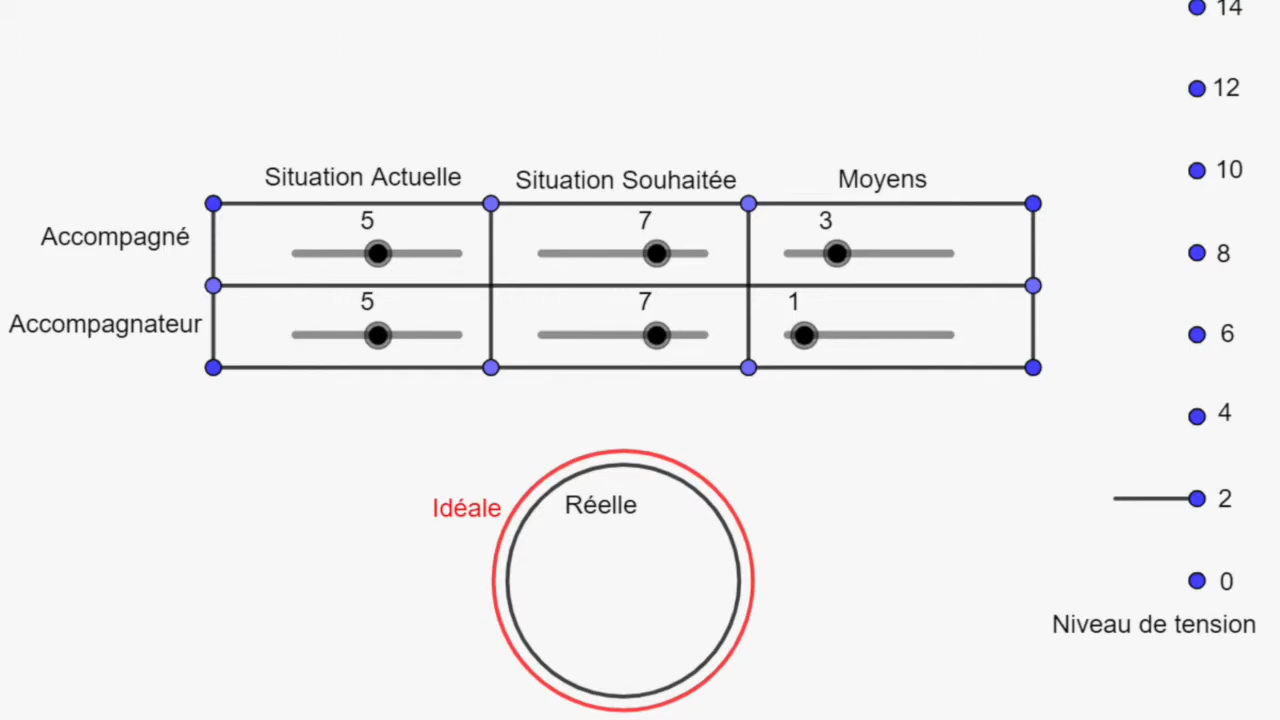 14
12
10
Situation Actuelle
Situation Souhaitée
Moyens
Accompagné
5
7
3
8
Accompagnateur
5
7
1
6
4
Idéale
Réelle
2
0
Niveau de tension